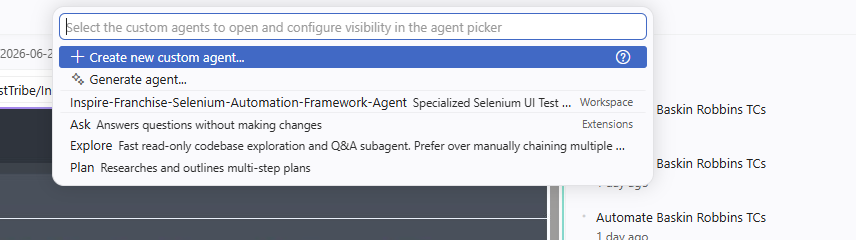 Select the custom agents to open and configure visibility in the agent picker
2026-06-2
Create new custom agent...
Generate agent...
stTribe/In
Inspire-Franchise-Selenium-Automation-Framework-Agent Specialized Selenium UI Test ... Workspace
Baskin Robbins TCs
Ask Answers questions without making changes Extensions
Explore Fast read-only codebase exploration and Q&A subagent. Prefer over manually chaining multiple ...
Plan Researches and outlines multi-step plans
Baskin Robbins TCs
1 day ago
Automate Baskin Robbins TCs
1 day ago